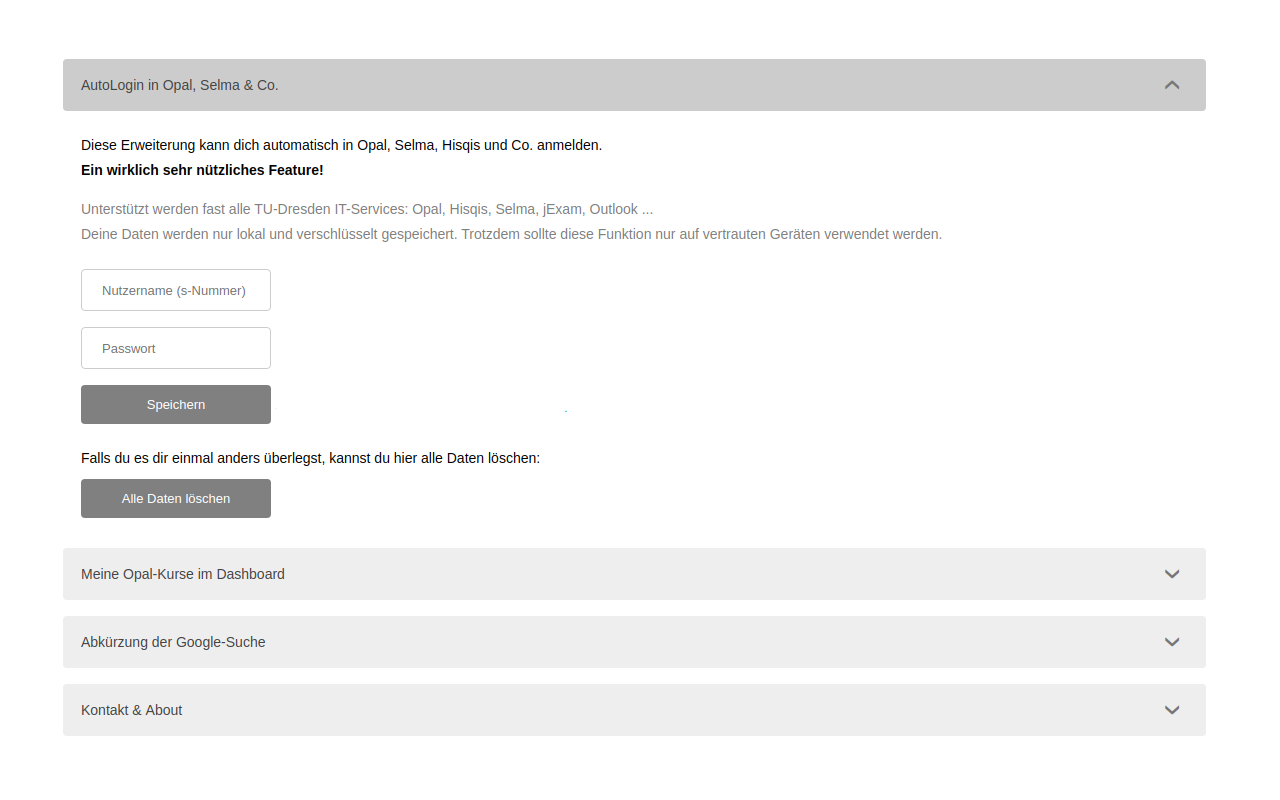 AutoLogin in Opal, Selma & Co.
Diese Erweiterung kann dich automatisch in Opal, Selma, Hisqis und Co. anmelden.
Ein wirklich sehr nützliches Feature!
Unterstützt werden fast alle TU-Dresden IT-Services: Opal, Hisqis, Selma, jExam, Outlook ...
Deine Daten werden nur lokal und verschlüsselt gespeichert. Trotzdem sollte diese Funktion nur auf vertrauten Geräten verwendet werden.
Nutzername (s-Nummer)
Passwort
Speichern
.
Falls du es dir einmal anders überlegst, kannst du hier alle Daten löschen:
Alle Daten löschen
Meine Opal-Kurse im Dashboard
Abkürzung der Google-Suche
Kontakt & About